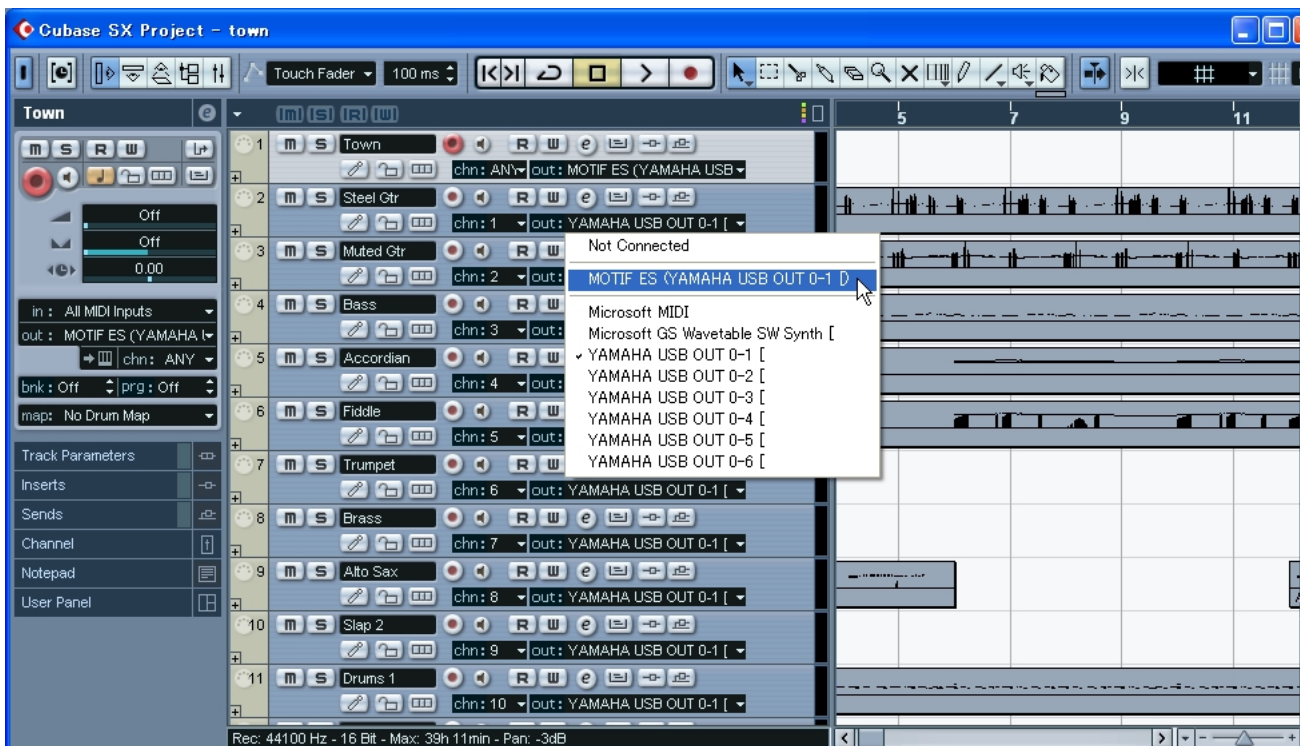 Cubase SX Project - town
Touch Fader
100 ms
Town
m S R W
Off
Off
0.00
in : All MIDI Inputs
out : MOTIF ES (YAMAHA
chn: ANY
bnk: Off prg: Off
map: No Drum Map
Track Parameters
Inserts
Sends
Channel
Notepad
User Panel
(m) (S) (R) (W)
5 7 9 11
1 m S Town R W e
chn: ANY out: MOTIF ES (YAMAHA USB
2 m S Steel Gtr R W e
chn: 1 out: YAMAHA USB OUT 0-1 [
3 m S Muted Gtr R W
chn: 2 out:
4 m S Bass R W
chn: 3 out:
5 m S Accordian R W
chn: 4 out:
6 m S Fiddle R W
chn: 5 out:
7 m S Trumpet R W
chn: 6 out: YAMAHA USB OUT 0-1 [
8 m S Brass R W e
chn: 7 out: YAMAHA USB OUT 0-1 [
9 m S Alto Sax R W e
chn: 8 out: YAMAHA USB OUT 0-1 [
10 m S Slap 2 R W e
chn: 9 out: YAMAHA USB OUT 0-1 [
11 m S Drums 1 R W e
chn: 10 out: YAMAHA USB OUT 0-1 [
Not Connected
MOTIF ES (YAMAHA USB OUT 0-1 [)
Microsoft MIDI
Microsoft GS Wavetable SW Synth [
YAMAHA USB OUT 0-1 [
YAMAHA USB OUT 0-2 [
YAMAHA USB OUT 0-3 [
YAMAHA USB OUT 0-4 [
YAMAHA USB OUT 0-5 [
YAMAHA USB OUT 0-6 [
Rec: 44100 Hz - 16 Bit - Max: 39h 11min - Pan: -3dB